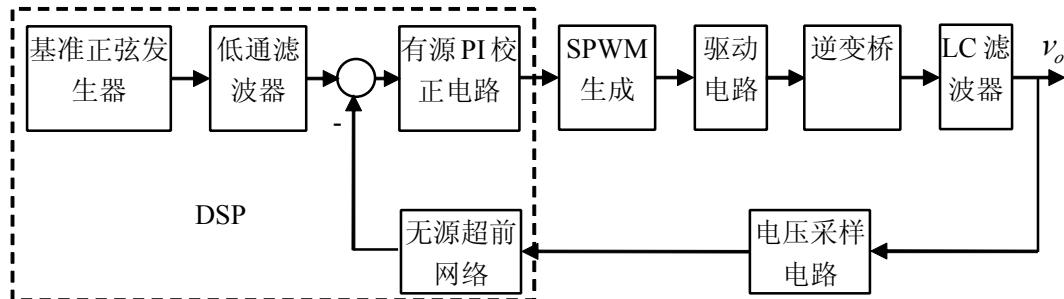 基准正弦发
生器
低通滤
波器
有源 PI 校
正电路
SPWM
生成
驱动
电路
逆变桥
LC 滤
波器
v_o
-
DSP
无源超前
网络
电压采样
电路